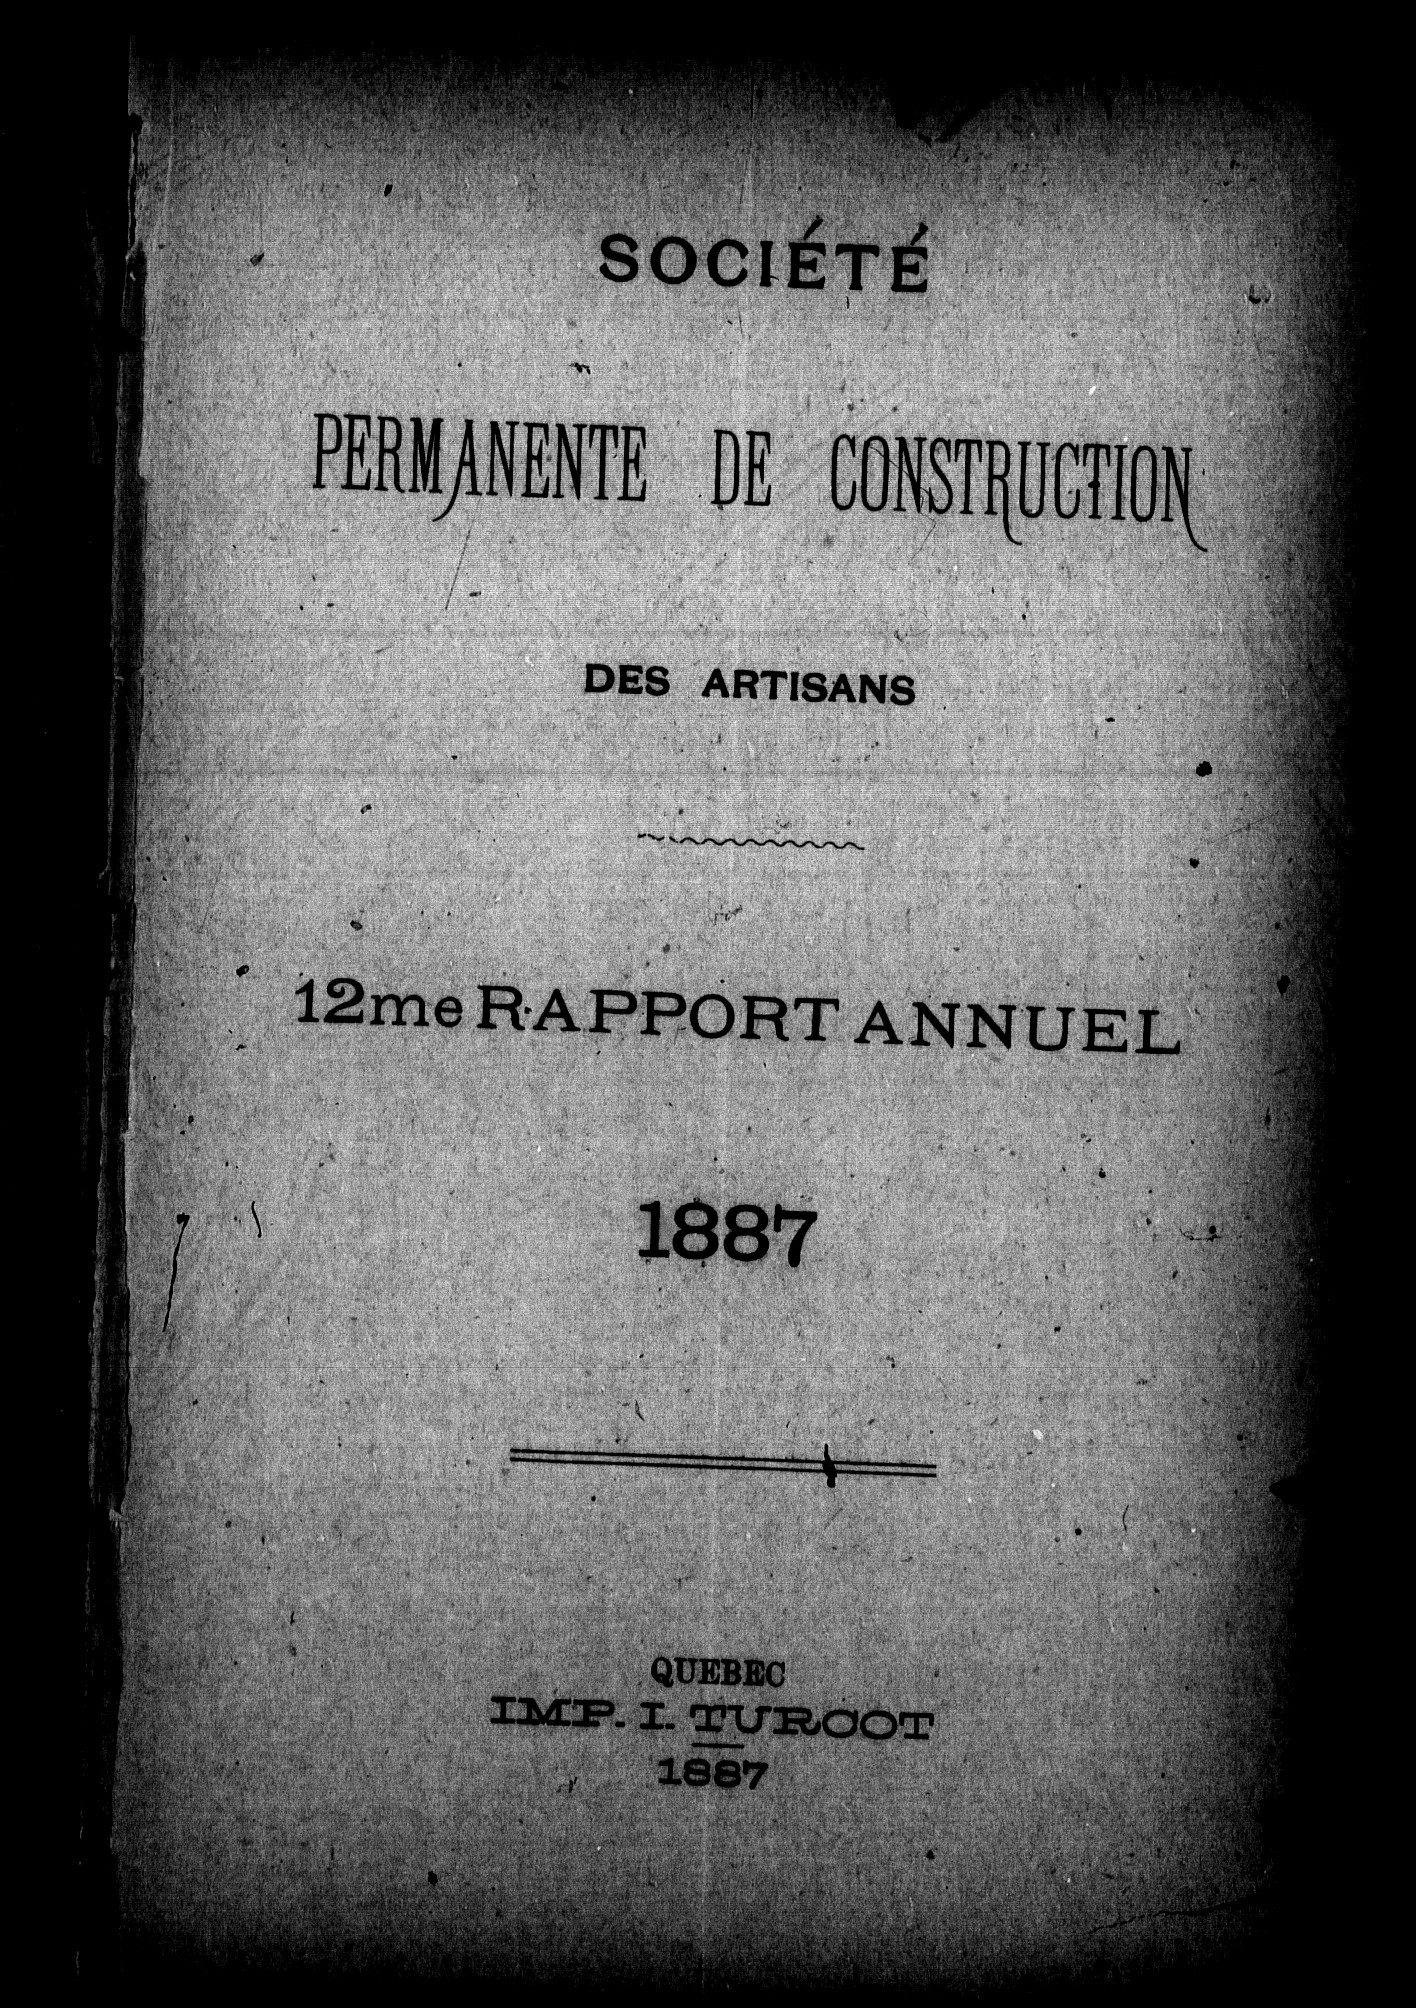 SOCIÉTÉ
PERMANENTE DE CONSTRUCTION
DES ARTISANS
12me RAPPORT ANNUEL
1887
QUEBEC
IMP. I. TURCOT
1887